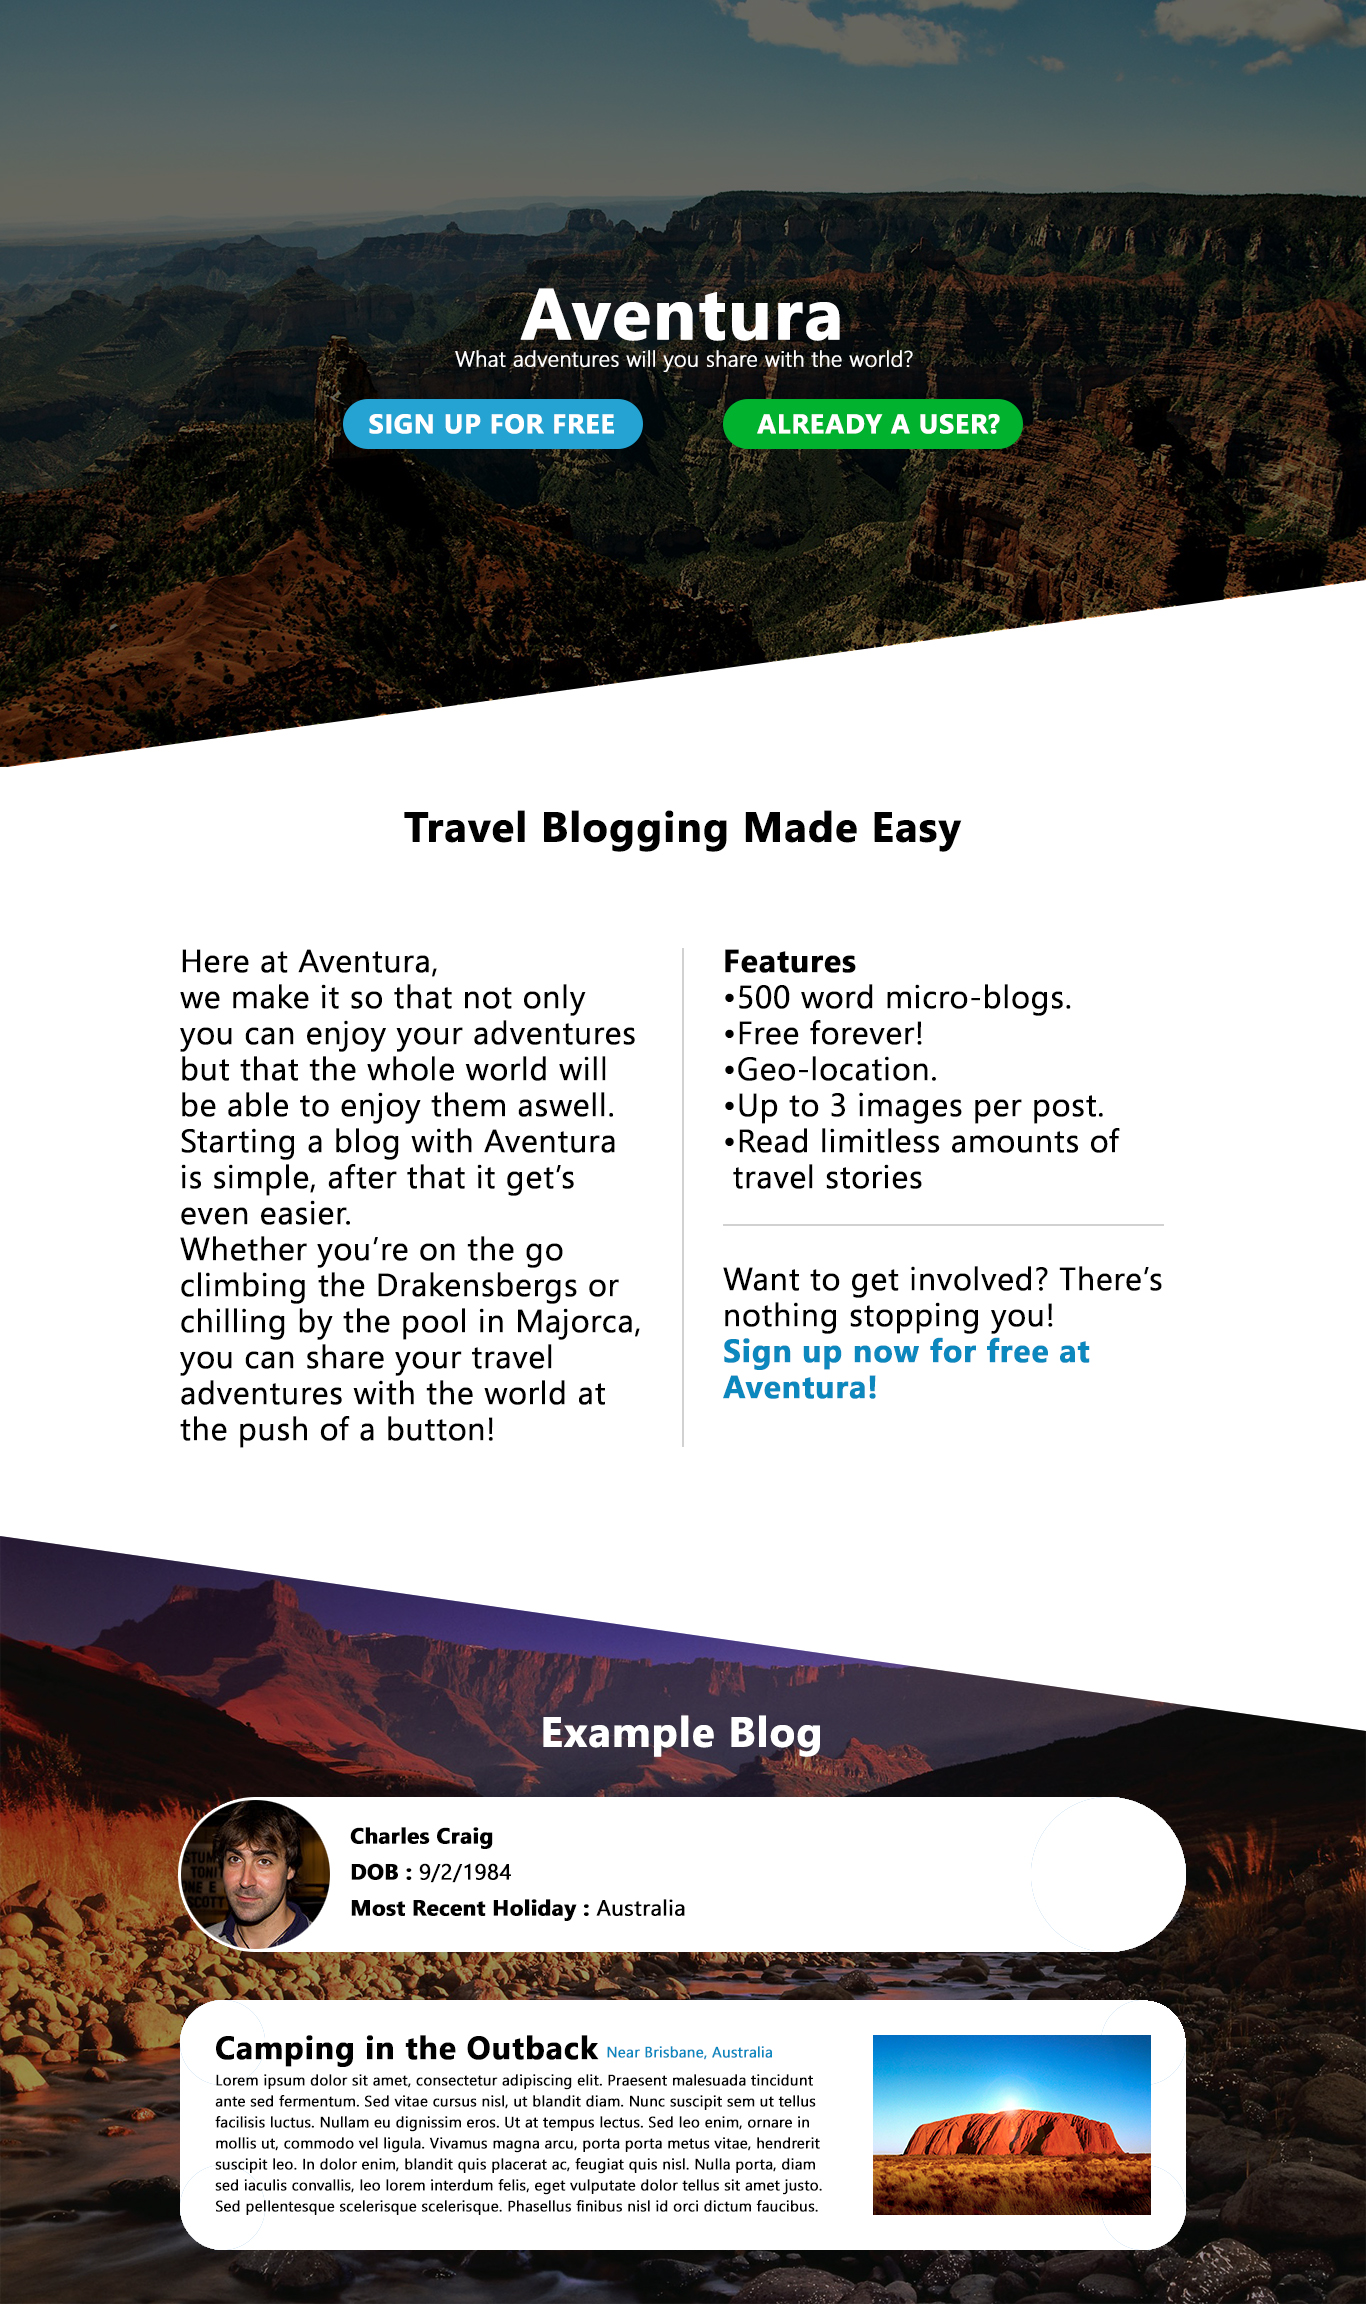 Aventura
What adventures will you share with the world?
SIGN UP FOR FREE
ALREADY A USER?
Travel Blogging Made Easy
Here at Aventura,
we make it so that not only
you can enjoy your adventures
but that the whole world will
be able to enjoy them aswell.
Starting a blog with Aventura
is simple, after that it get’s
even easier.
Whether you’re on the go
climbing the Drakensbergs or
chilling by the pool in Majorca,
you can share your travel
adventures with the world at
the push of a button!
Features
•500 word micro-blogs.
•Free forever!
•Geo-location.
•Up to 3 images per post.
•Read limitless amounts of
travel stories
Want to get involved? There’s
nothing stopping you!
Sign up now for free at
Aventura!
Example Blog
Charles Craig
DOB : 9/2/1984
Most Recent Holiday : Australia
Camping in the Outback Near Brisbane, Australia
Lorem ipsum dolor sit amet, consectetur adipiscing elit. Praesent malesuada tincidunt
ante sed fermentum. Sed vitae cursus nisl, ut blandit diam. Nunc suscipit sem ut tellus
facilisis luctus. Nullam eu dignissim eros. Ut at tempus lectus. Sed leo enim, ornare in
mollis ut, commodo vel ligula. Vivamus magna arcu, porta porta metus vitae, hendrerit
suscipit leo. In dolor enim, blandit quis placerat ac, feugiat quis nisl. Nulla porta, diam
sed iaculis convallis, leo lorem interdum felis, eget vulputate dolor tellus sit amet justo.
Sed pellentesque scelerisque scelerisque. Phasellus finibus nisl id orci dictum faucibus.